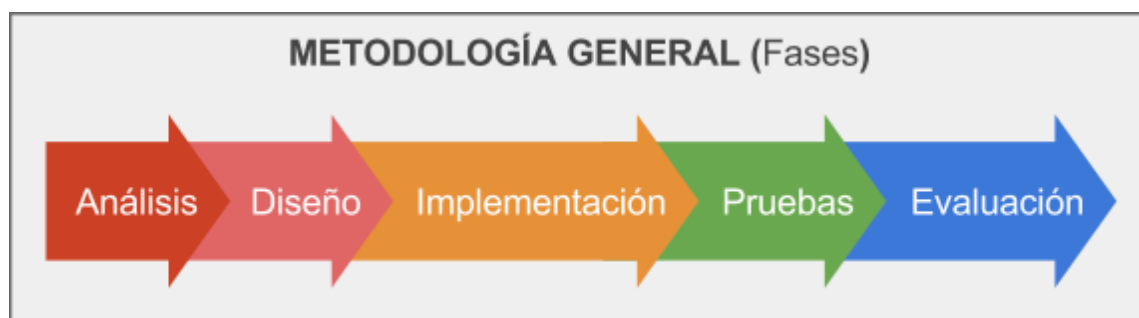 METODOLOGÍA GENERAL (Fases)
Análisis
Diseño
Implementación
Pruebas
Evaluación